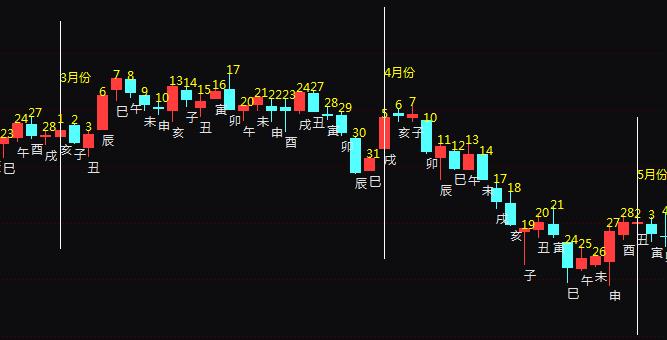 3月份
4月份
5月份
23 24 27 28 1 2 3 6 7 8 9 10 13 14 15 16 17 20 21 22 23 24 27 28 29 30 31 5 6 7 10 11 12 13 14 17 18 19 20 21 24 25 26 27 28 2 3 4
巳 午 酉 戌 亥 子 丑 辰 巳 午 未 申 亥 子 丑 寅 卯 午 未 申 酉 戌 丑 寅 卯 辰 巳 戌 亥 子 卯 辰 巳 午 未 戌 亥 子 丑 寅 巳 午 未 申 酉 丑 寅